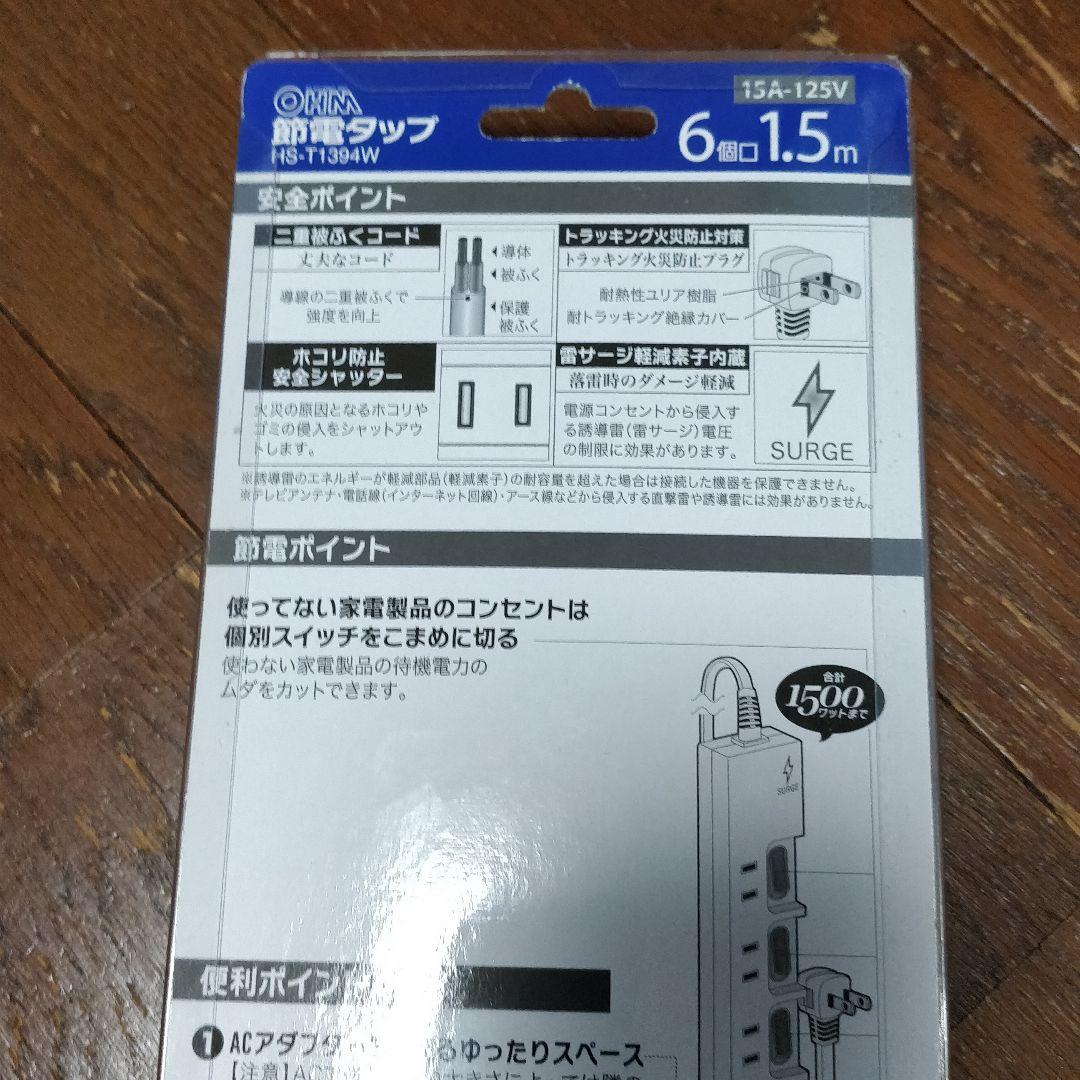 OHM
節電タップ
HS-T1394W
15A-125V
6個口1.5m
安全ポイント
二重被ふくコード
丈夫なコード
導線の二重被ふくで
強度を向上
導体
被ふく
保護
被ふく
トラッキング火災防止対策
トラッキング火災防止プラグ
耐熱性ユリア樹脂
耐トラッキング絶縁カバー
ホコリ防止
安全シャッター
火災の原因となるホコリや
ゴミの侵入をシャットアウ
トします。
雷サージ軽減素子内蔵
落雷時のダメージ軽減
電源コンセントから侵入す
る誘導雷(雷サージ)電圧
の制限に効果があります。
SURGE
※誘導雷のエネルギーが軽減部品(軽減素子)の耐容量を超えた場合は接続した機器を保護できません。
※テレビアンテナ・電話線(インターネット回線)・アース線などから侵入する直撃雷や誘導雷には効果がありません。
節電ポイント
使ってない家電製品のコンセントは
個別スイッチをこまめに切る
使わない家電製品の待機電力の
ムダをカットできます。
合計
1500
ワットまで
SURGE
便利ポイン
1 ACアダプタ るゆったりスペース
【注意】AC